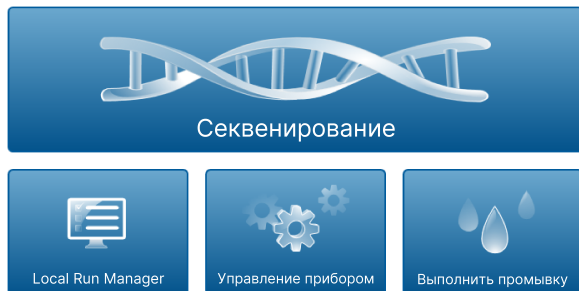 Секвенирование
Local Run Manager
Управление прибором
Выполнить промывку